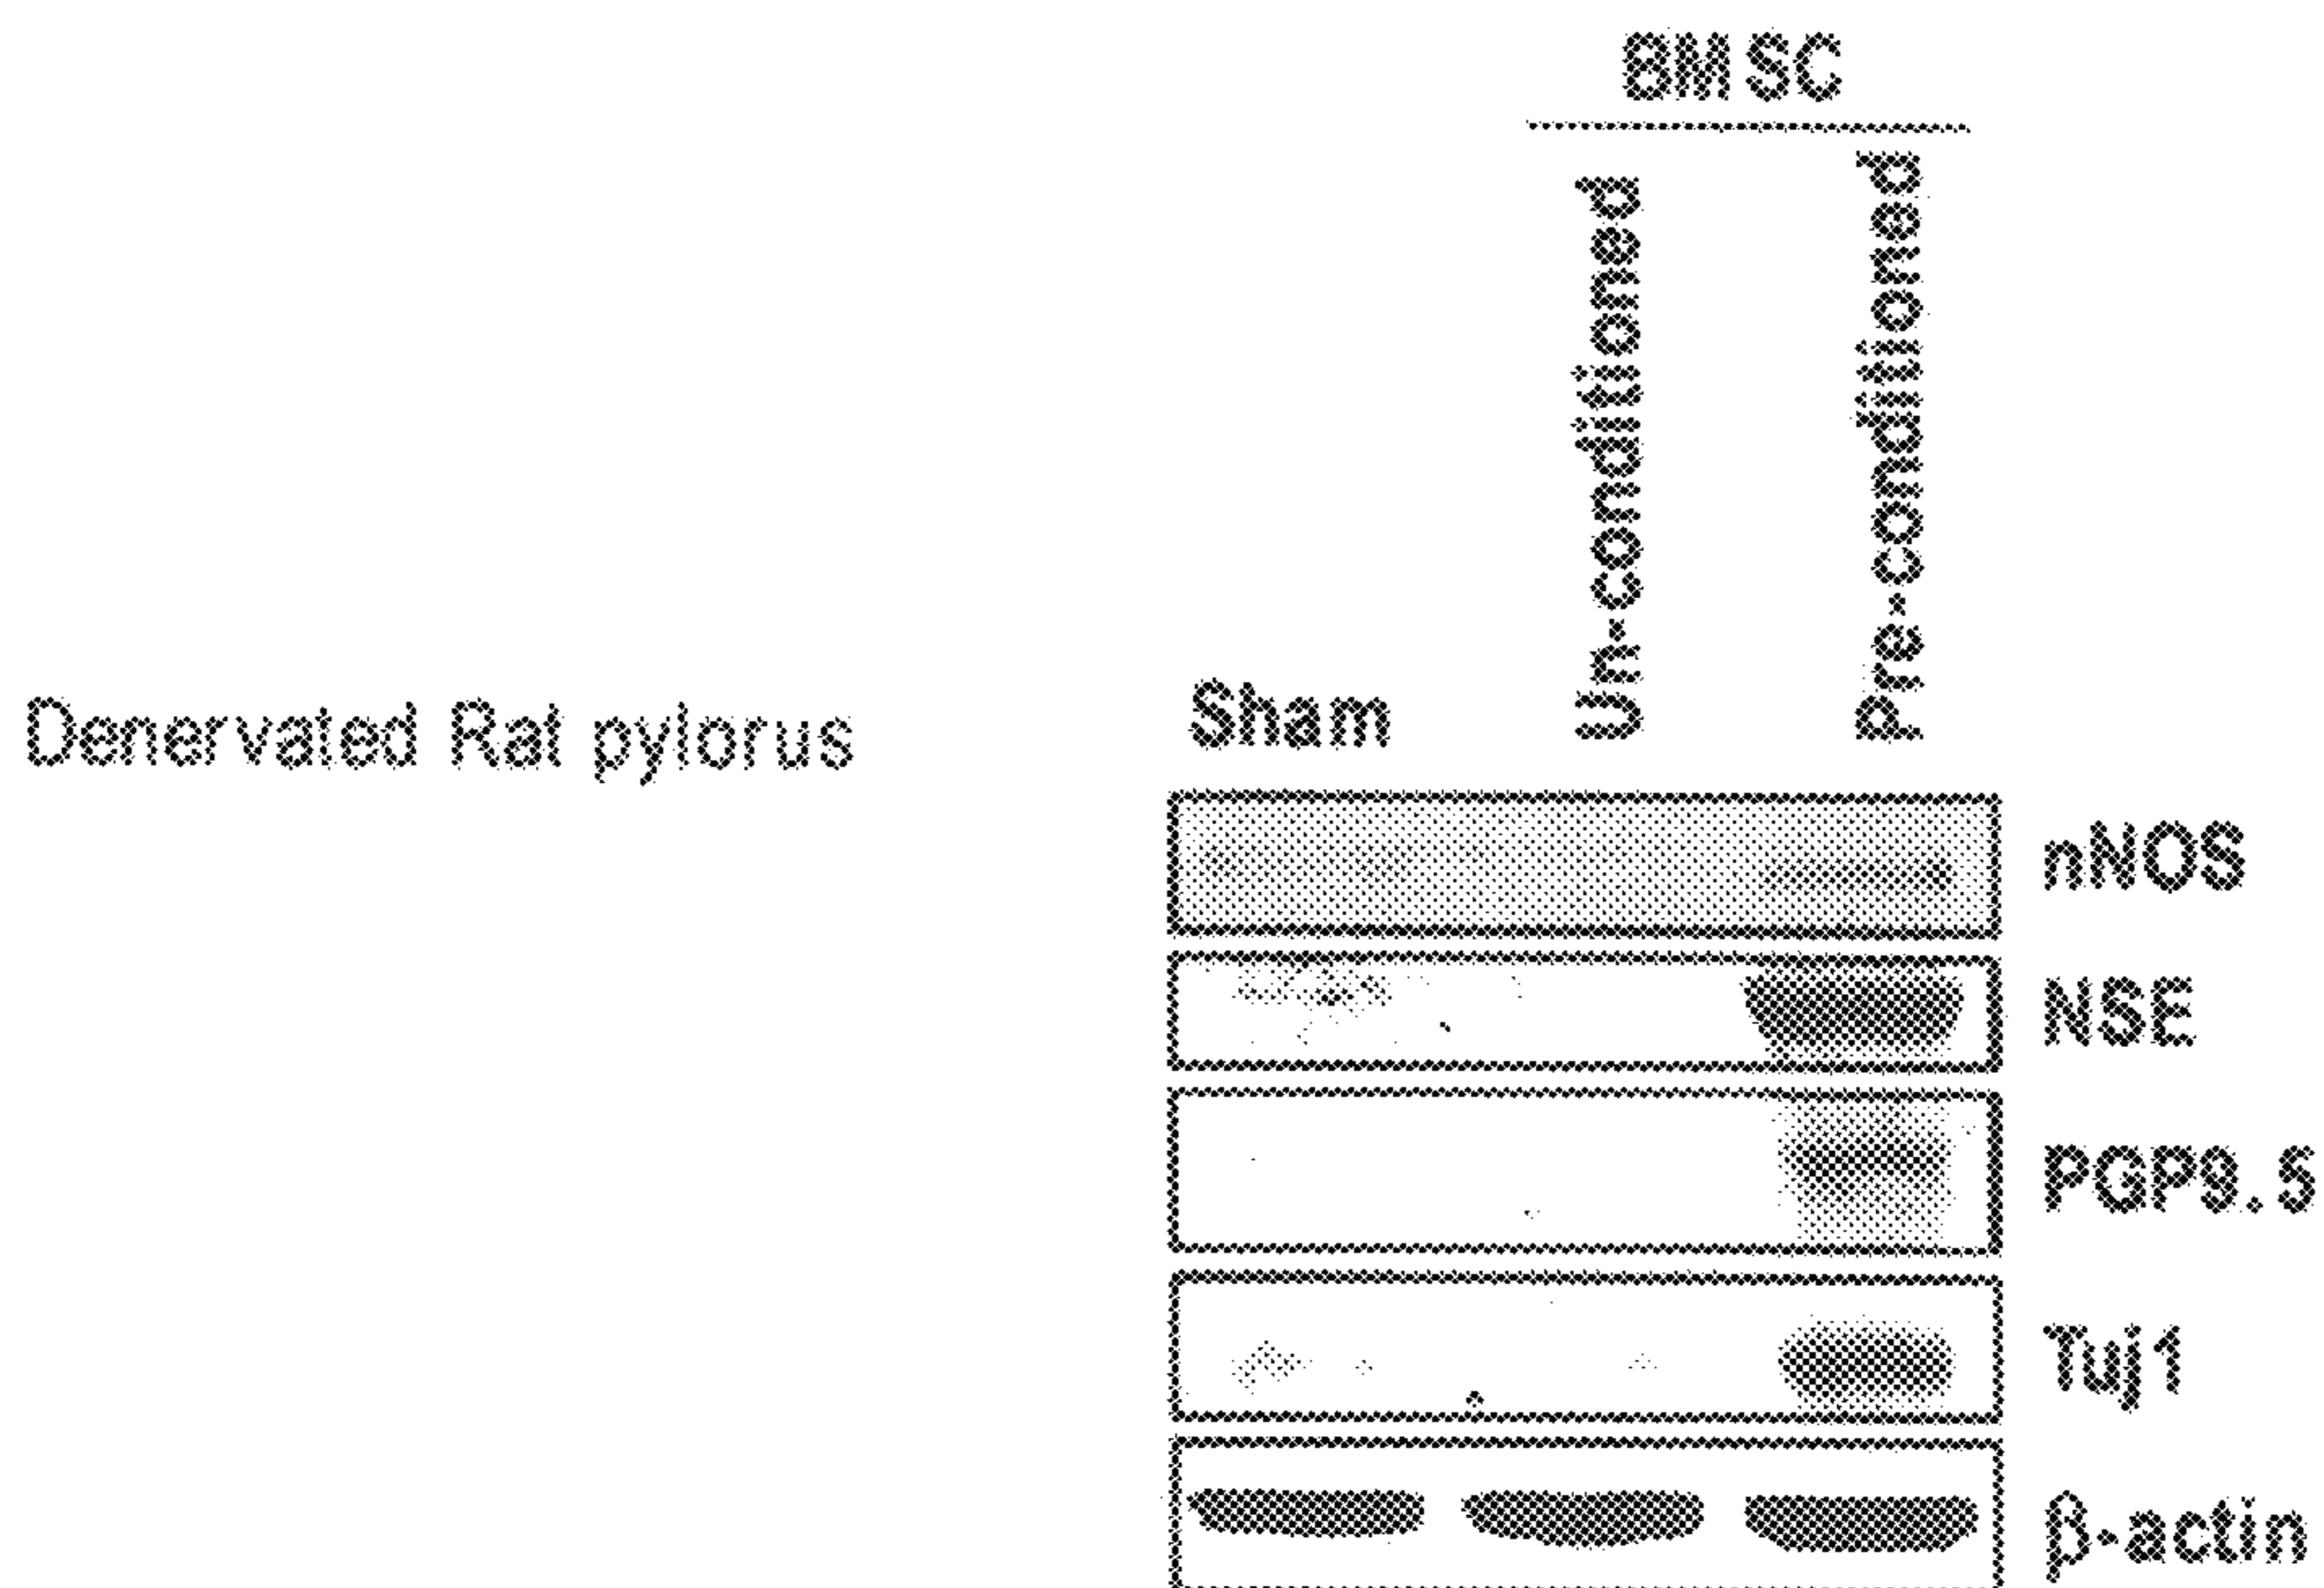 BMSC
Un-conditioned
Pre-conditioned
Sham
Denervated Rat pylorus
nNOS
NSE
PGP9.5
Tuj1
β-actin